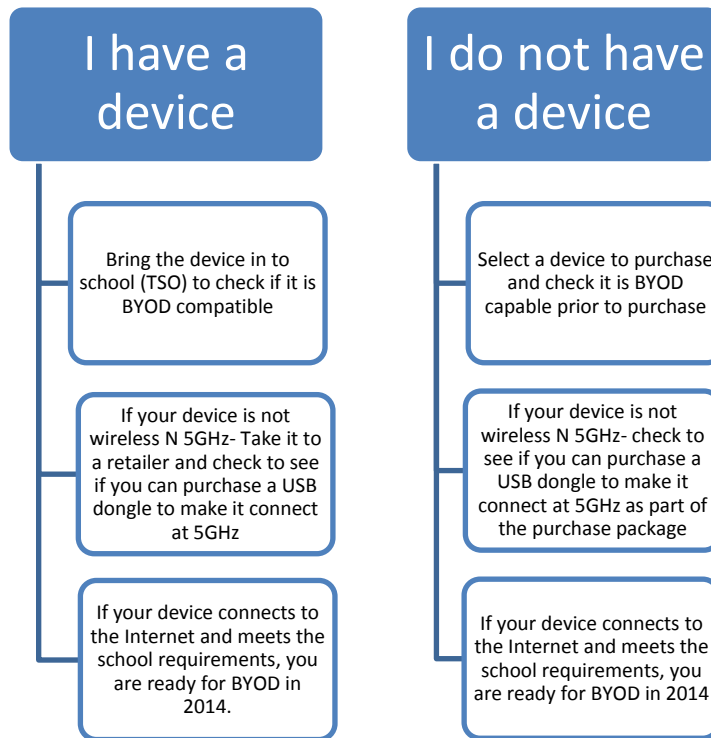 I have a
device
Bring the device in to
school (TSO) to check if it is
BYOD compatible
If your device is not
wireless N 5GHz- Take it to
a retailer and check to see
if you can purchase a USB
dongle to make it connect
at 5GHz
If your device connects to
the Internet and meets the
school requirements, you
are ready for BYOD in
2014.
I do not have
a device
Select a device to purchase
and check it is BYOD
capable prior to purchase
If your device is not
wireless N 5GHz- check to
see if you can purchase a
USB dongle to make it
connect at 5GHz as part of
the purchase package
If your device connects to
the Internet and meets the
school requirements, you
are ready for BYOD in 2014